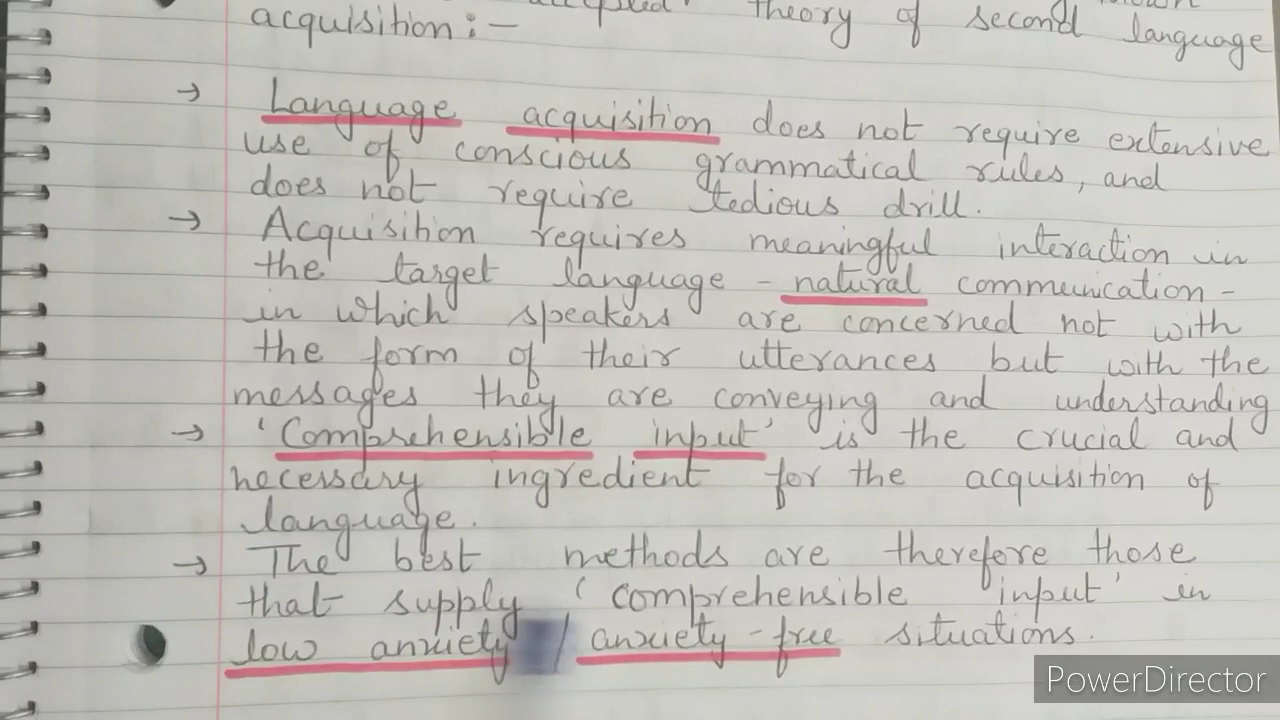 accepted theory of second language
acquisition :-
→ Language acquisition does not require extensive
use of conscious grammatical rules, and
does not require tedious drill.
→ Acquisition requires meaningful interaction in
the target language - natural communication -
in which speakers are concerned not with
the form of their utterances but with the
messages they are conveying and understanding
→ 'Comprehensible input' is the crucial and
necessary ingredient for the acquisition of
language.
→ The best methods are therefore those
that supply 'comprehensible input' in
low anxiety / anxiety-free situations.
PowerDirector